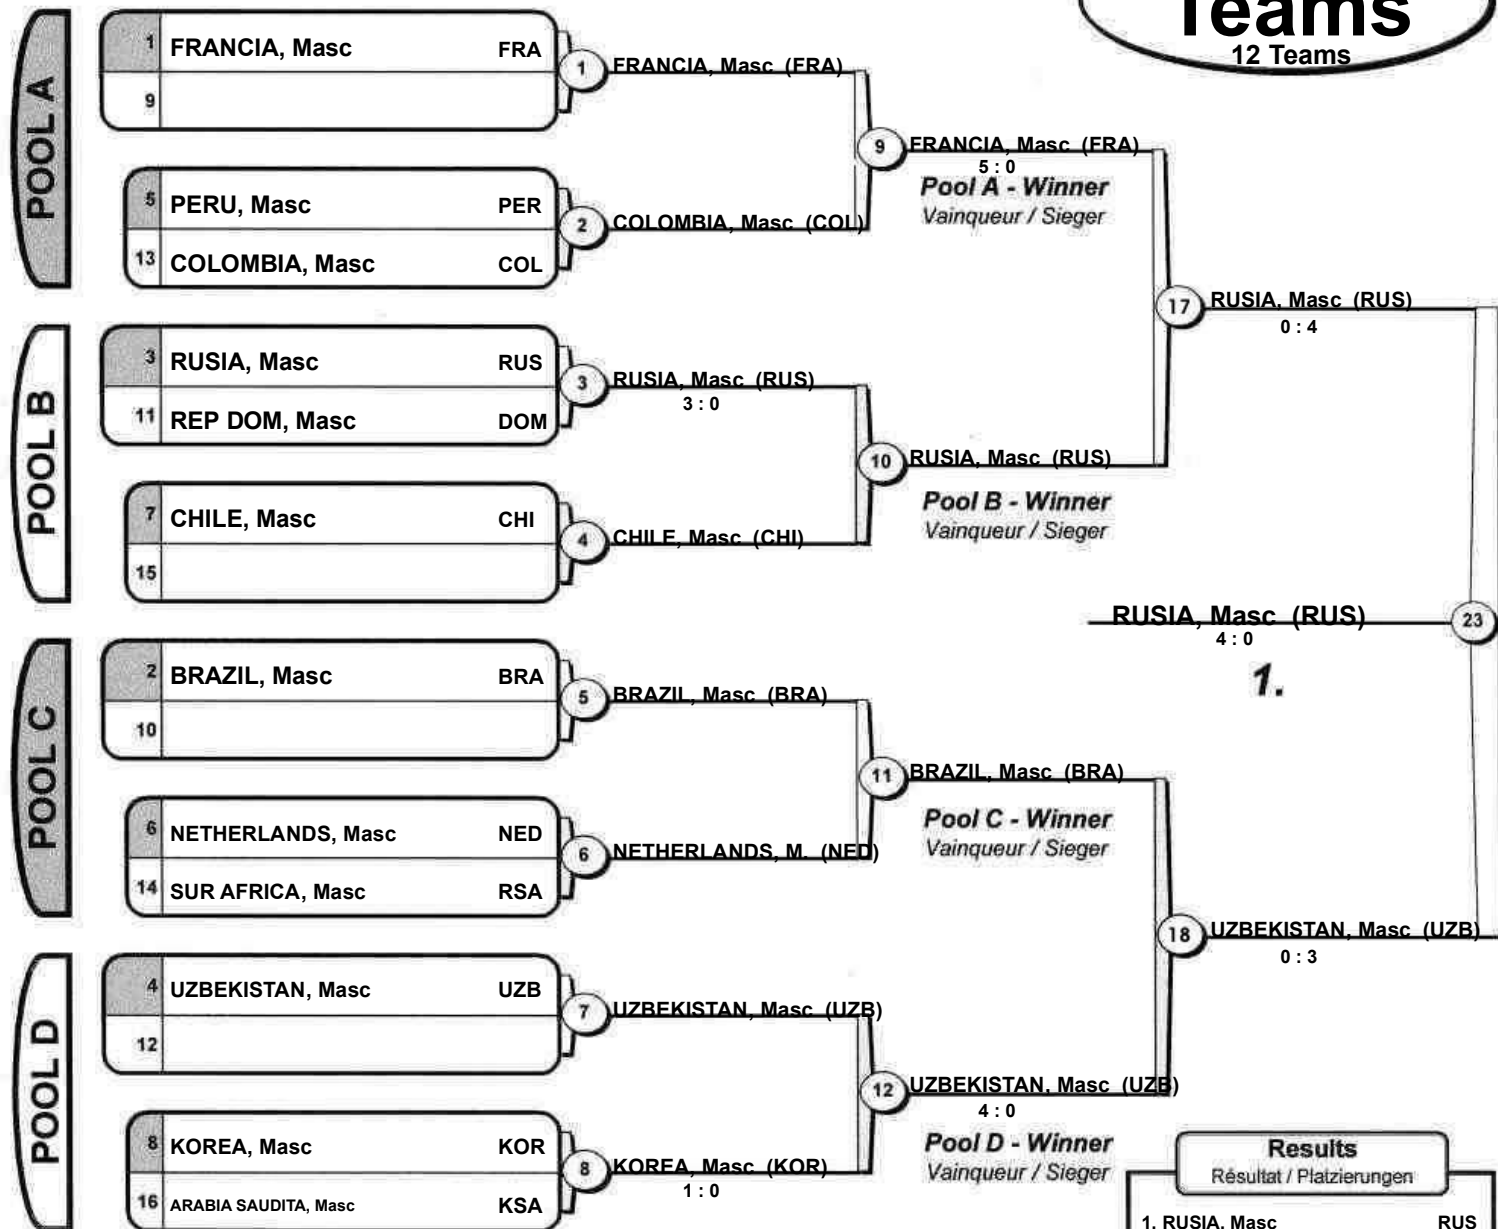 Teams
12 Teams
POOL A
1 FRANCIA, Masc FRA
9
1 FRANCIA, Masc (FRA)
5 PERU, Masc PER
13 COLOMBIA, Masc COL
2 COLOMBIA, Masc (COL)
9 FRANCIA, Masc (FRA)
5 : 0
Pool A - Winner
Vainqueur / Sieger
POOL B
3 RUSIA, Masc RUS
11 REP DOM, Masc DOM
3 RUSIA, Masc (RUS)
3 : 0
7 CHILE, Masc CHI
15
4 CHILE, Masc (CHI)
10 RUSIA, Masc (RUS)
Pool B - Winner
Vainqueur / Sieger
17 RUSIA, Masc (RUS)
0 : 4
RUSIA, Masc (RUS) 23
4 : 0
1.
POOL C
2 BRAZIL, Masc BRA
10
5 BRAZIL, Masc (BRA)
6 NETHERLANDS, Masc NED
14 SUR AFRICA, Masc RSA
6 NETHERLANDS, M. (NED)
11 BRAZIL, Masc (BRA)
Pool C - Winner
Vainqueur / Sieger
POOL D
4 UZBEKISTAN, Masc UZB
12
7 UZBEKISTAN, Masc (UZB)
8 KOREA, Masc KOR
16 ARABIA SAUDITA, Masc KSA
8 KOREA, Masc (KOR)
1 : 0
12 UZBEKISTAN, Masc (UZB)
4 : 0
Pool D - Winner
Vainqueur / Sieger
18 UZBEKISTAN, Masc (UZB)
0 : 3
Results
Résultat / Platzierungen
1. RUSIA, Masc RUS